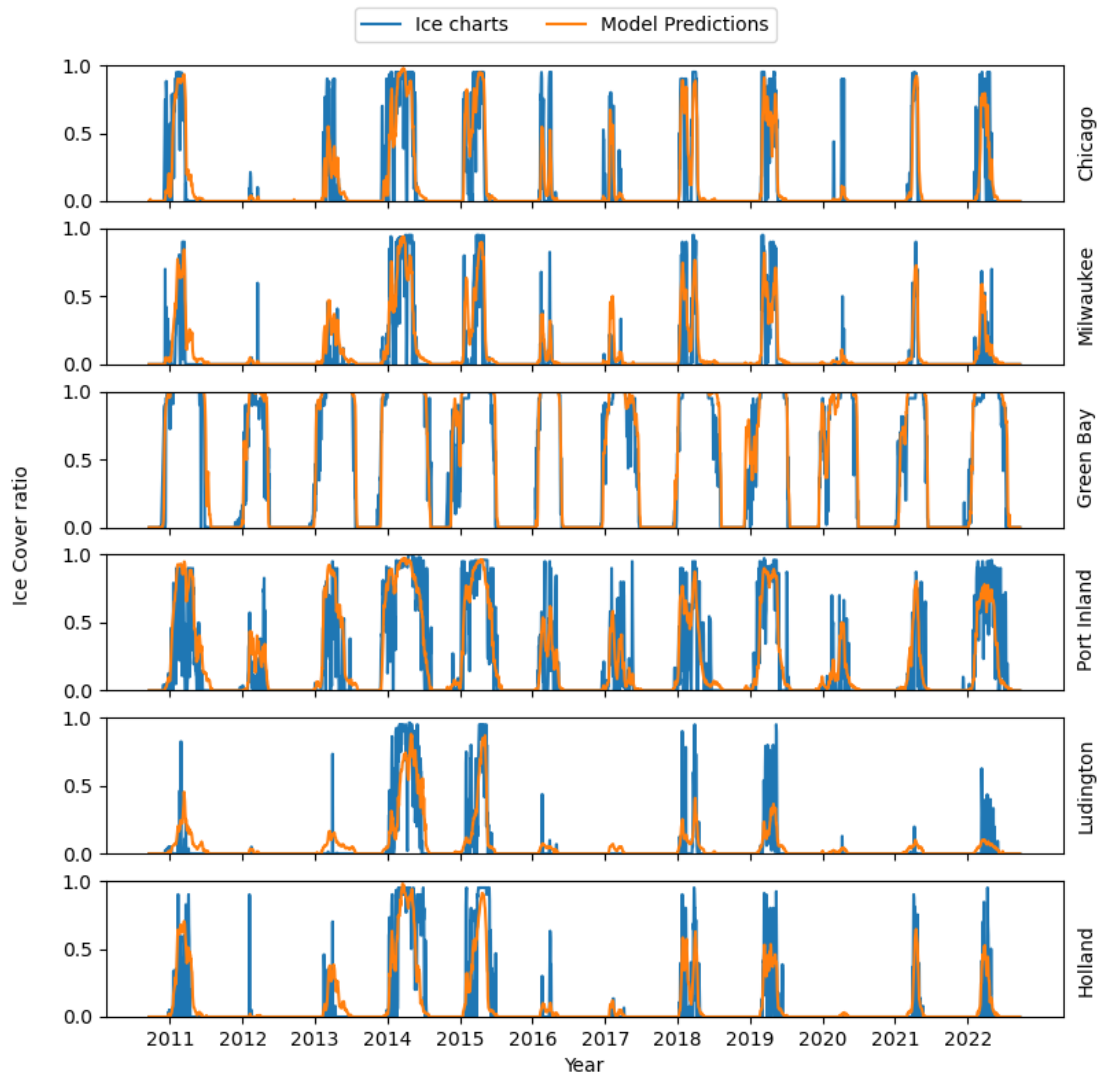 Ice charts Model Predictions
1.0
0.5
0.0
Chicago
1.0
0.5
0.0
Milwaukee
1.0
0.5
0.0
Green Bay
1.0
0.5
0.0
Port Inland
1.0
0.5
0.0
Ludington
1.0
0.5
0.0
Holland
Ice Cover ratio
2011 2012 2013 2014 2015 2016 2017 2018 2019 2020 2021 2022
Year